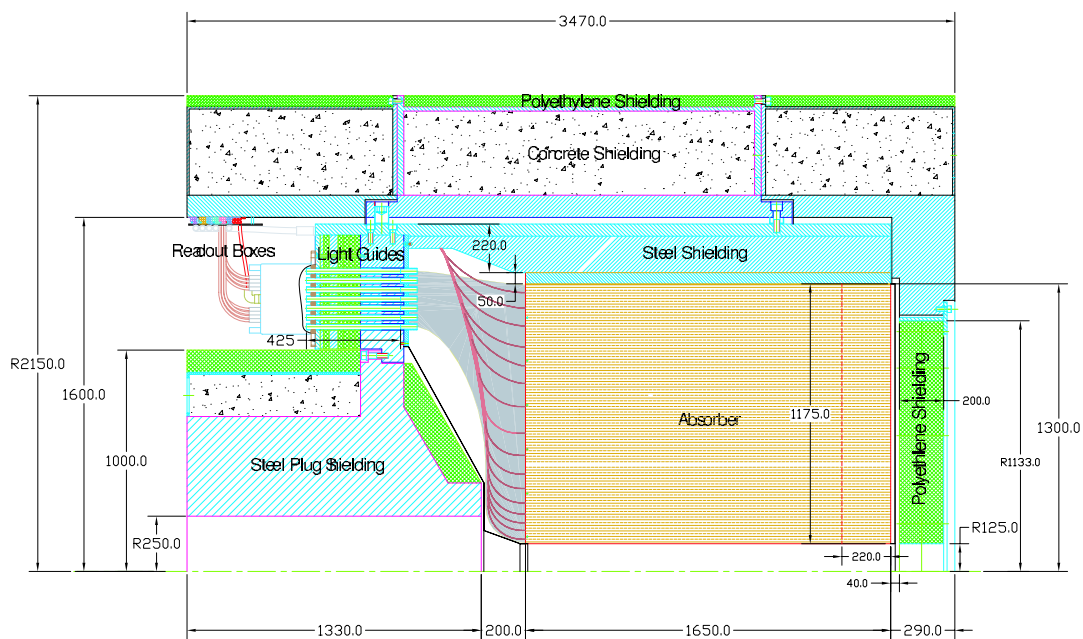 3470.0
Polyethylene Shielding
Concrete Shielding
Readout Boxes
Light Guides
220.0
Steel Shielding
50.0
425
R2150.0
1600.0
1000.0
Absorber
1175.0
Polyethlene Shielding
200.0
1300.0
R1133.0
Steel Plug Shielding
R250.0
R125.0
220.0
40.0
1330.0
200.0
1650.0
290.0